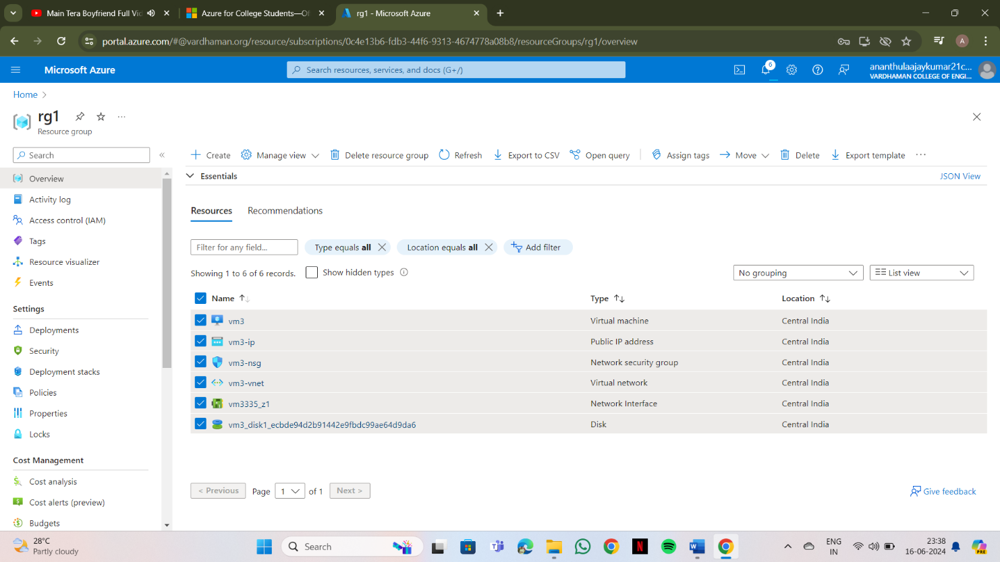 Main Tera Boyfriend Full Vid
Azure for College Students—Of
rg1 - Microsoft Azure
portal.azure.com/#@vardhaman.org/resource/subscriptions/0c4e13b6-fdb3-44f6-9313-4674778a08b8/resourceGroups/rg1/overview
A
Microsoft Azure
Search resources, services, and docs (G+/)
6
ananthulaajaykumar21c...
VARDHAMAN COLLEGE OF ENGI...
Home
rg1
Resource group
Search
Create
Manage view
Delete resource group
Refresh
Export to CSV
Open query
Assign tags
Move
Delete
Export template
Overview
Activity log
Access control (IAM)
Tags
Resource visualizer
Events
Settings
Deployments
Security
Deployment stacks
Policies
Properties
Locks
Cost Management
Cost analysis
Cost alerts (preview)
Budgets
Essentials
JSON View
Resources
Recommendations
Filter for any field...
Type equals all
Location equals all
Add filter
Showing 1 to 6 of 6 records.
Show hidden types
No grouping
List view
Name
Type
Location
vm3
Virtual machine
Central India
vm3-ip
Public IP address
Central India
vm3-nsg
Network security group
Central India
vm3-vnet
Virtual network
Central India
vm3335_z1
Network Interface
Central India
vm3_disk1_ecbde94d2b91442e9fbdc99ae64d9da6
Disk
Central India
< Previous
Page
1
of 1
Next >
Give feedback
28°C
Partly cloudy
Search
ENG
IN
23:38
16-06-2024
PRE